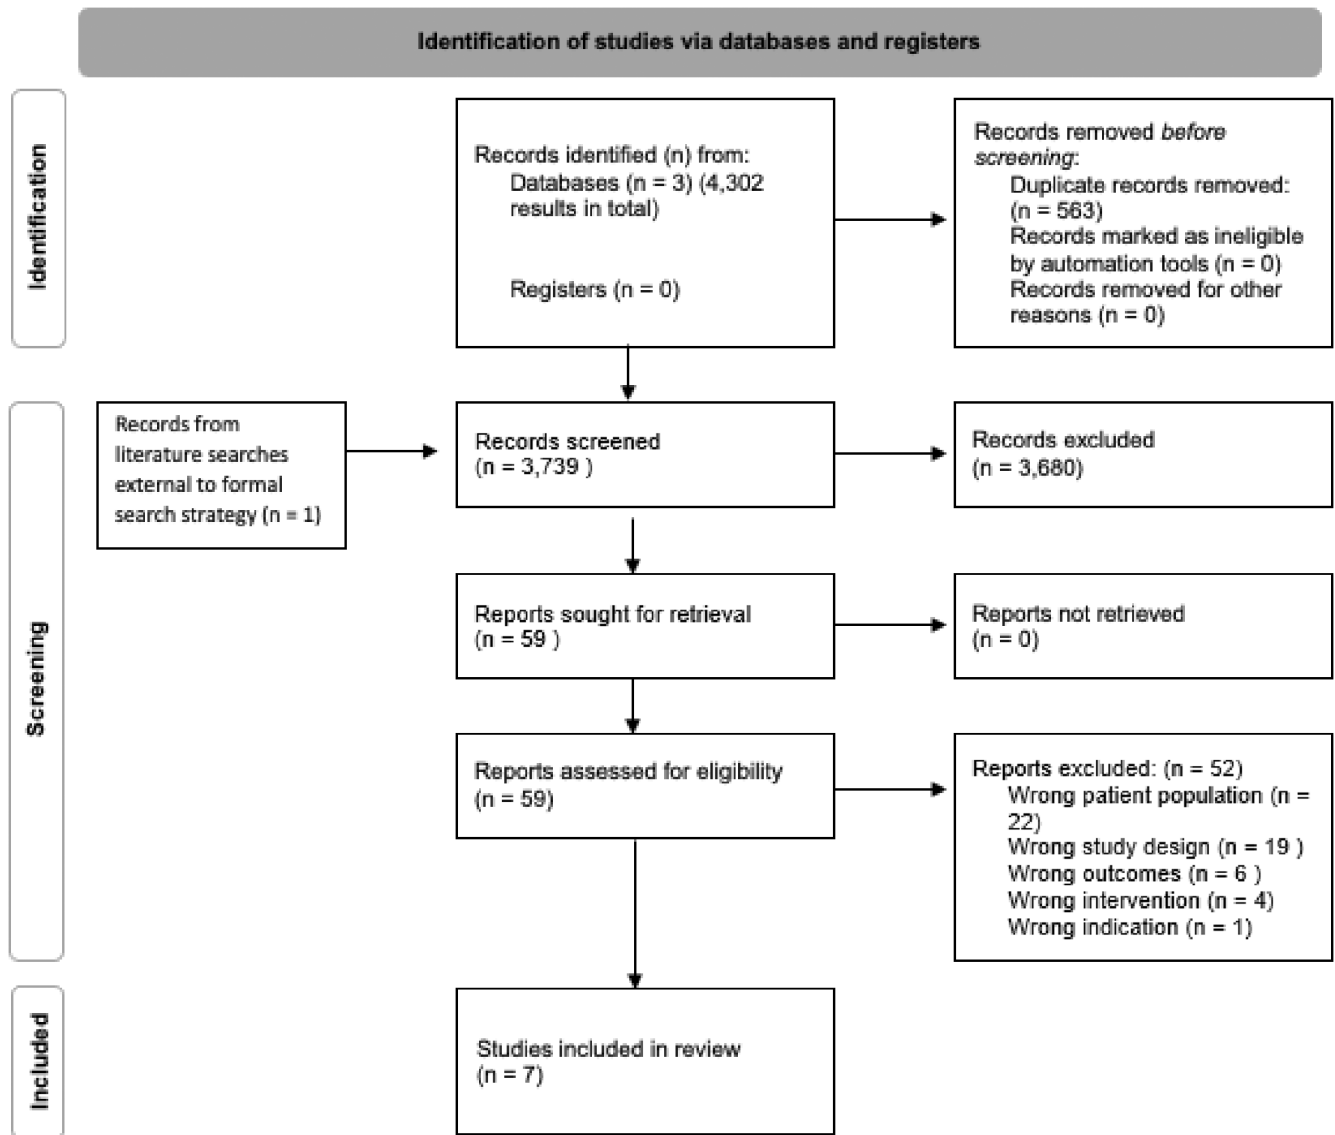 Identification of studies via databases and registers
Identification
Records identified (n) from:
Databases (n = 3) (4,302
results in total)
Registers (n = 0)
Records removed before
screening:
Duplicate records removed:
(n = 563)
Records marked as ineligible
by automation tools (n = 0)
Records removed for other
reasons (n = 0)
Screening
Records from
literature searches
external to formal
search strategy (n = 1)
Records screened
(n = 3,739 )
Records excluded
(n = 3,680)
Reports sought for retrieval
(n = 59 )
Reports not retrieved
(n = 0)
Reports assessed for eligibility
(n = 59)
Reports excluded: (n = 52)
Wrong patient population (n =
22)
Wrong study design (n = 19 )
Wrong outcomes (n = 6 )
Wrong intervention (n = 4)
Wrong indication (n = 1)
Included
Studies included in review
(n = 7)